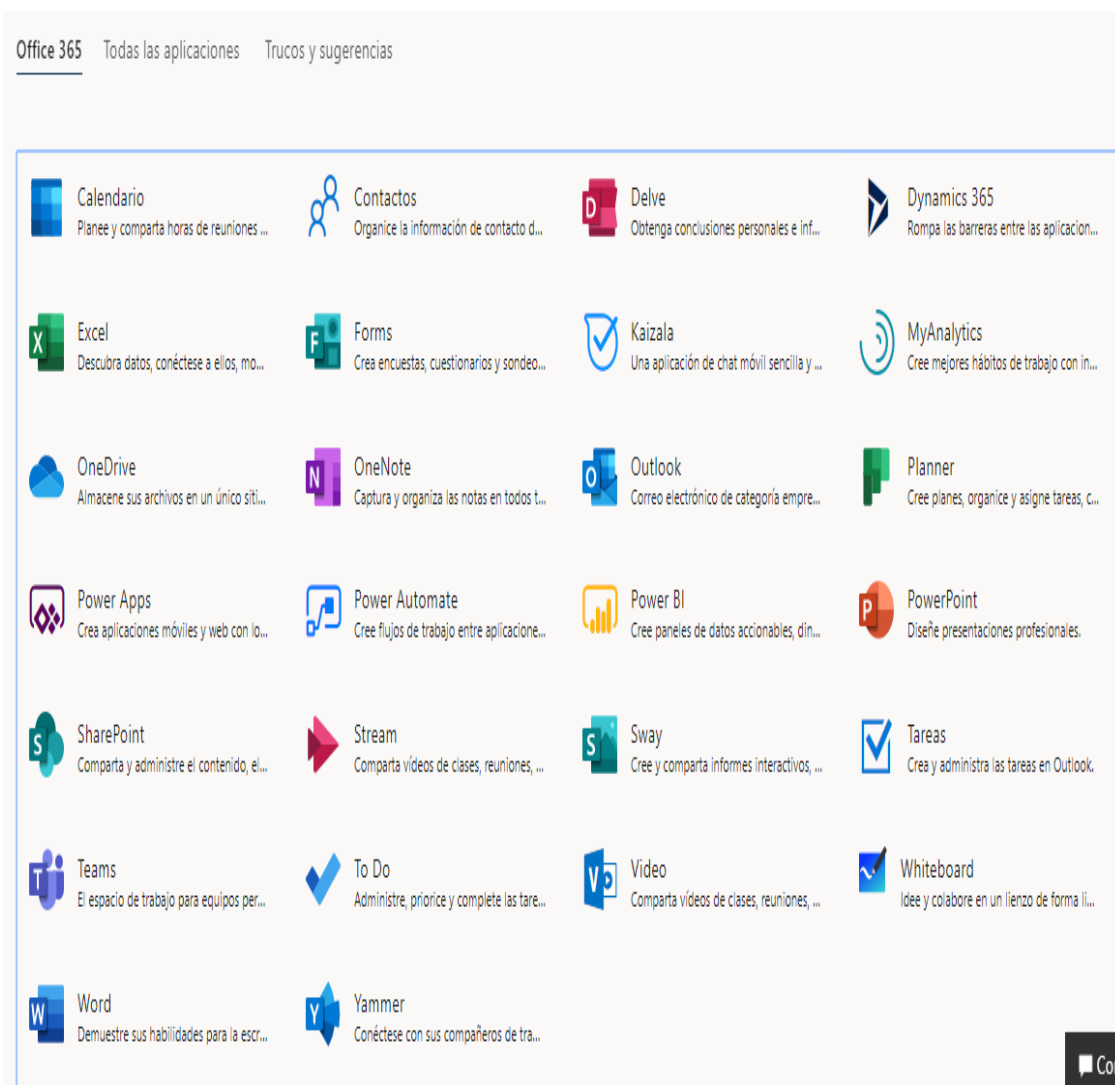 Office 365 Todas las aplicaciones Trucos y sugerencias
Calendario
Planee y comparta horas de reuniones ...
Contactos
Organice la información de contacto d...
Delve
Obtenga conclusiones personales e inf...
Dynamics 365
Rompa las barreras entre las aplicacion...
Excel
Descubra datos, conéctese a ellos, mo...
Forms
Crea encuestas, cuestionarios y sondeo...
Kaizala
Una aplicación de chat móvil sencilla y ...
MyAnalytics
Cree mejores hábitos de trabajo con in...
OneDrive
Almacene sus archivos en un único siti...
OneNote
Captura y organiza las notas en todos t...
Outlook
Correo electrónico de categoría empre...
Planner
Cree planes, organice y asigne tareas, c...
Power Apps
Crea aplicaciones móviles y web con lo...
Power Automate
Cree flujos de trabajo entre aplicacione...
Power BI
Cree paneles de datos accionables, din...
PowerPoint
Diseñe presentaciones profesionales.
SharePoint
Comparta y administre el contenido, el...
Stream
Comparta vídeos de clases, reuniones, ...
Sway
Cree y comparta informes interactivos, ...
Tareas
Crea y administra las tareas en Outlook.
Teams
El espacio de trabajo para equipos per...
To Do
Administre, priorice y complete las tare...
Video
Comparta vídeos de clases, reuniones, ...
Whiteboard
Idee y colabore en un lienzo de forma li...
Word
Demuestre sus habilidades para la escr...
Yammer
Conéctese con sus compañeros de tra...